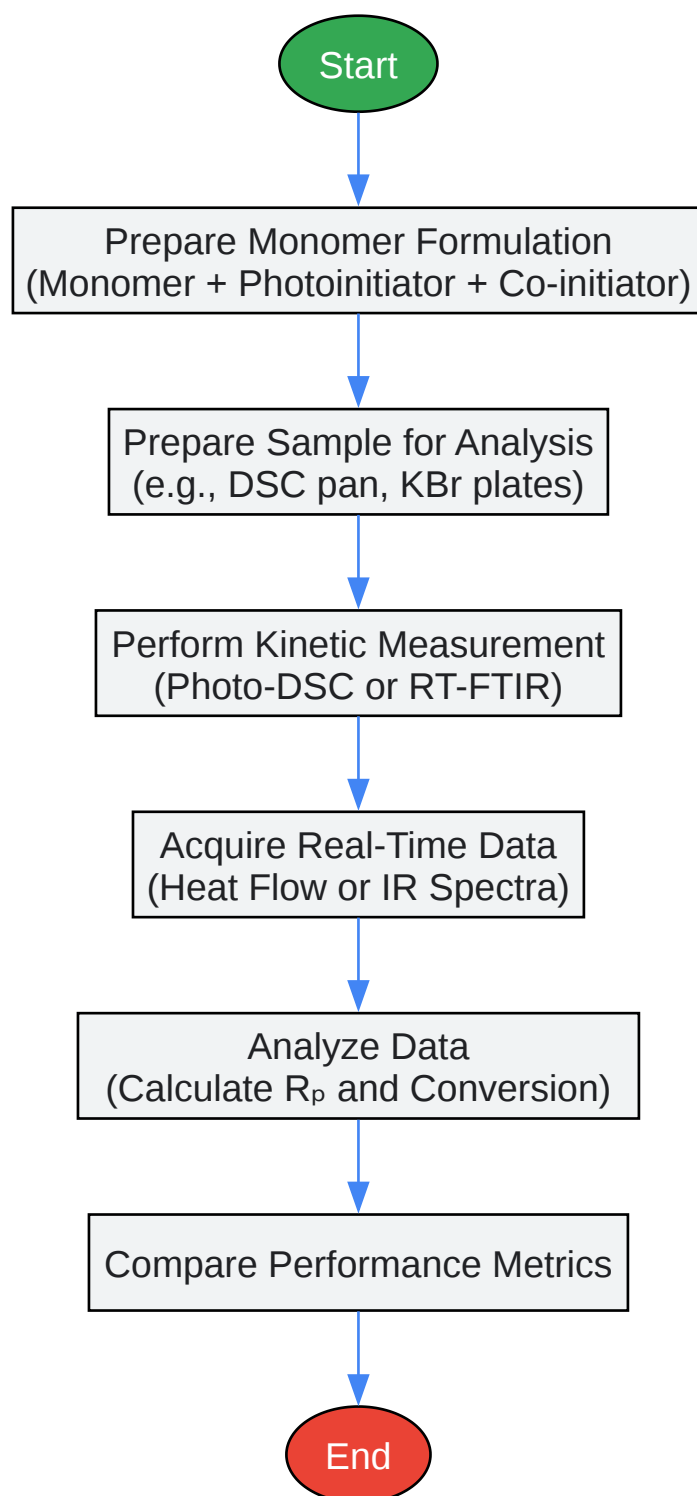 Start
Prepare Monomer Formulation
(Monomer + Photoinitiator + Co-initiator)
Prepare Sample for Analysis
(e.g., DSC pan, KBr plates)
Perform Kinetic Measurement
(Photo-DSC or RT-FTIR)
Acquire Real-Time Data
(Heat Flow or IR Spectra)
Analyze Data
(Calculate Rₚ and Conversion)
Compare Performance Metrics
End